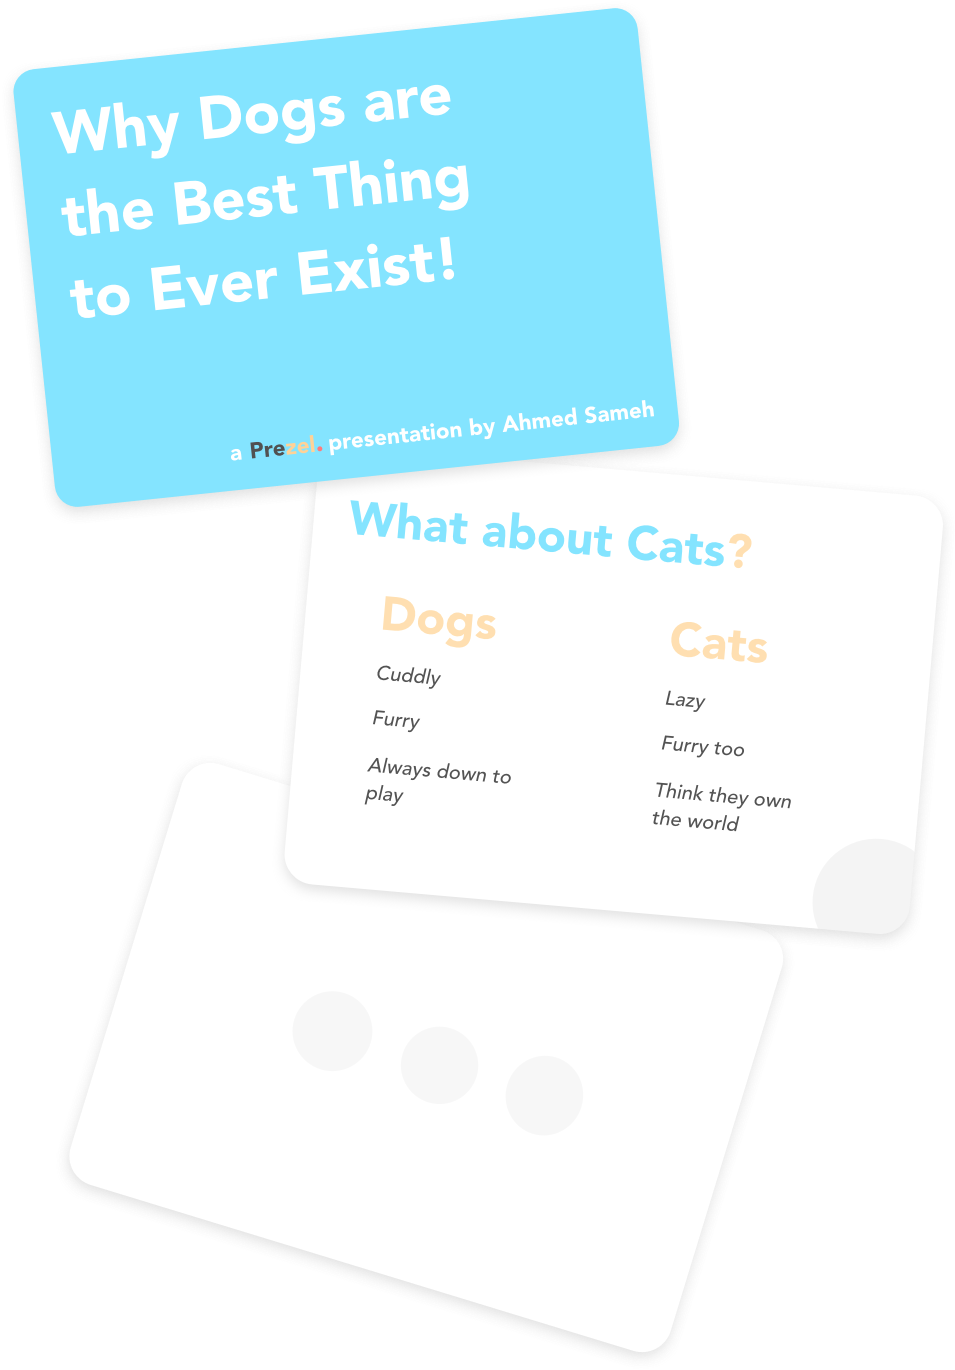 Why Dogs are
the Best Thing
to Ever Exist!
a Prezel. presentation by Ahmed Sameh
What about Cats?
Dogs
Cuddly
Furry
Always down to
play
Cats
Lazy
Furry too
Think they own
the world